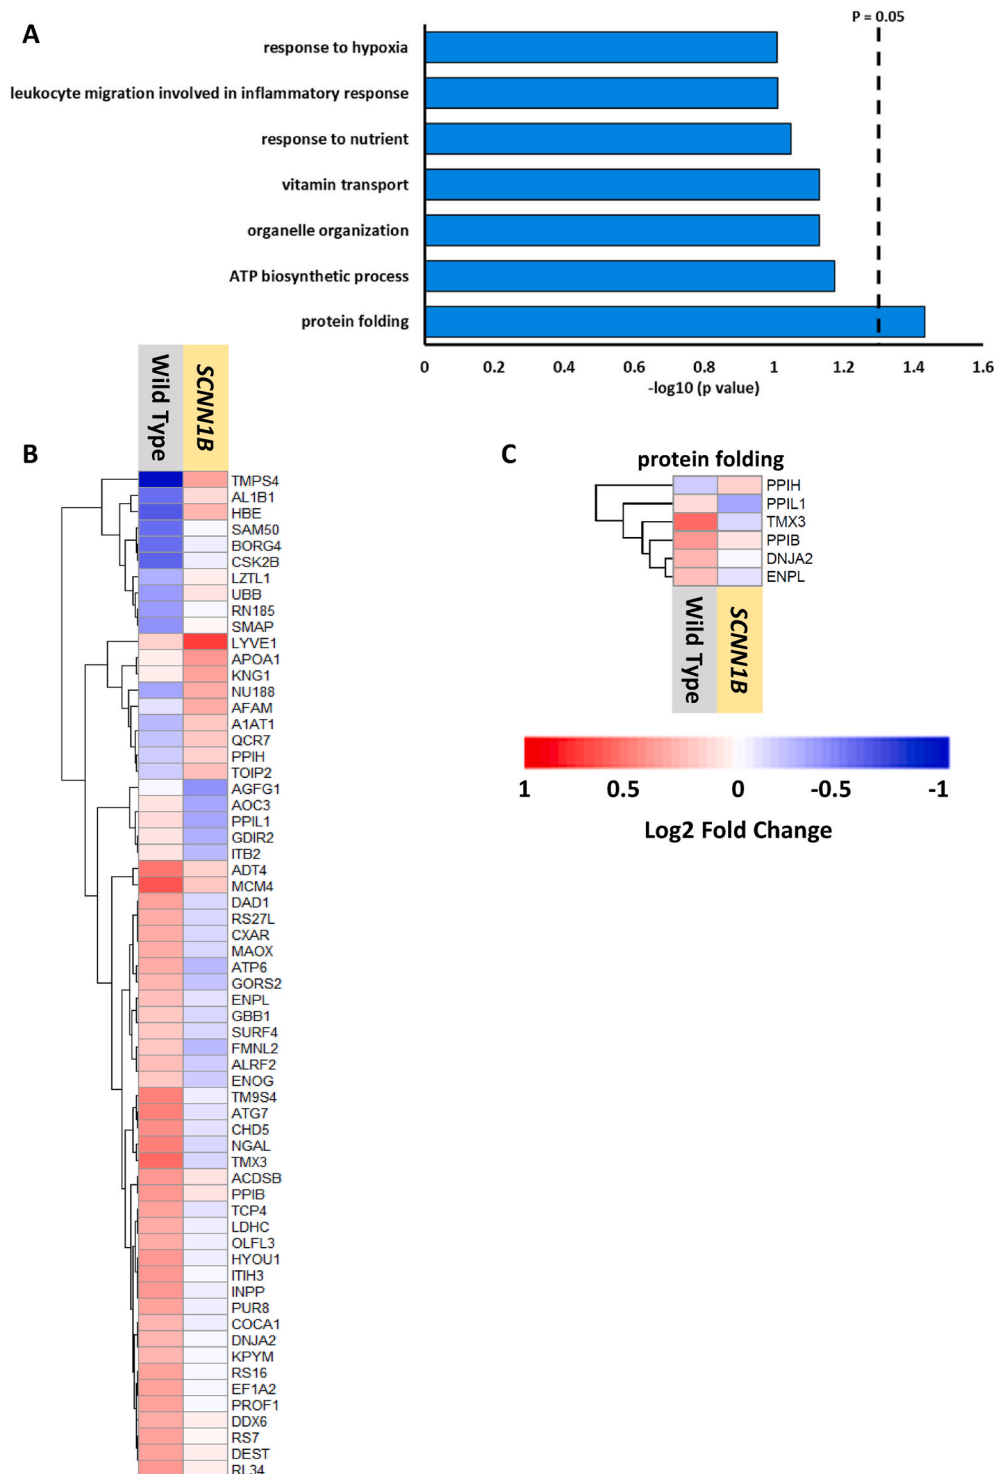 A
P = 0.05
response to hypoxia
leukocyte migration involved in inflammatory response
response to nutrient
vitamin transport
organelle organization
ATP biosynthetic process
protein folding
0 0.2 0.4 0.6 0.8 1 1.2 1.4 1.6
-log10 (p value)
B
Wild Type
SCNN1B
TMPS4
AL1B1
HBE
SAM50
BORG4
CSK2B
LZTL1
UBB
RN185
SMAP
LYVE1
APOA1
KNG1
NU188
AFAM
A1AT1
QCR7
PPIH
TOIP2
AGFG1
AOC3
PPIL1
GDIR2
ITB2
ADT4
MCM4
DAD1
RS27L
CXAR
MAOX
ATP6
GORS2
ENPL
GBB1
SURF4
FMNL2
ALRF2
ENOG
TM9S4
ATG7
CHD5
NGAL
TMX3
ACDSB
PPIB
TCP4
LDHC
OLFL3
HYOU1
ITIH3
INPP
PUR8
COCA1
DNJA2
KPYM
RS16
EF1A2
PROF1
DDX6
RS7
DEST
RL34
C
protein folding
PPIH
PPIL1
TMX3
PPIB
DNJA2
ENPL
Wild Type
SCNN1B
1 0.5 0 -0.5 -1
Log2 Fold Change